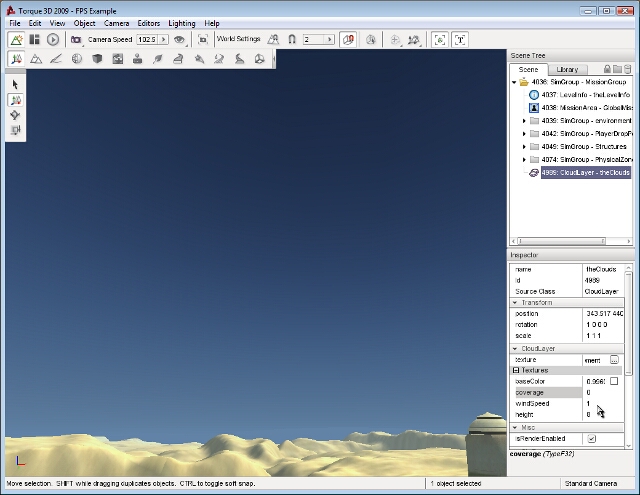 Torque 3D 2009 - FPS Example
File Edit View Object Camera Editors Lighting Help
Camera Speed 102.5 World Settings 2
Scene Tree
Scene Library
4036: SimGroup - MissionGroup
4037: LevelInfo - theLevelInfo
4038: MissionArea - GlobalMiss
4039: SimGroup - environment
4042: SimGroup - PlayerDropPo
4049: SimGroup - Structures
4074: SimGroup - PhysicalZone
4989: CloudLayer - theClouds
Inspector
name theClouds
Id 4989
Source Class CloudLayer
Transform
position 343.517 440
rotation 1 0 0 0
scale 1 1 1
CloudLayer
texture ment ...
Textures
baseColor 0.996
coverage 0
windSpeed 1
height 8
Misc
isRenderEnabled
coverage (TypeF32)
Move selection. SHIFT while dragging duplicates objects. CTRL to toggle soft snap. 1 object selected Standard Camera